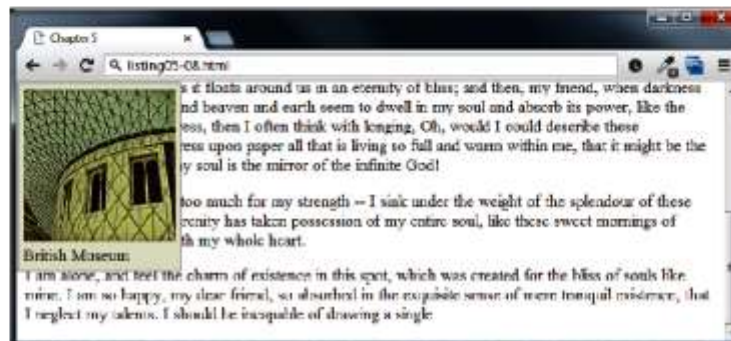 Chapter 5
listing05-08.html
s it floats around us in an eternity of bliss; and then, my friend, when darkness
nd heaven and earth seem to dwell in my soul and absorb its power, like the
ess, then I often think with longing, Oh, would I could describe these
ress upon paper all that is living so full and warm within me, that it might be the
y soul is the mirror of the infinite God!
too much for my strength -- I sink under the weight of the splendour of these
erenity has taken possession of my entire soul, like these sweet mornings of
th my whole heart.
British Museum
I am alone, and feel the charm of existence in this spot, which was created for the bliss of souls like
mine. I am so happy, my dear friend, so absorbed in the exquisite sense of mere tranquil existence, that
I neglect my talents. I should be incapable of drawing a single